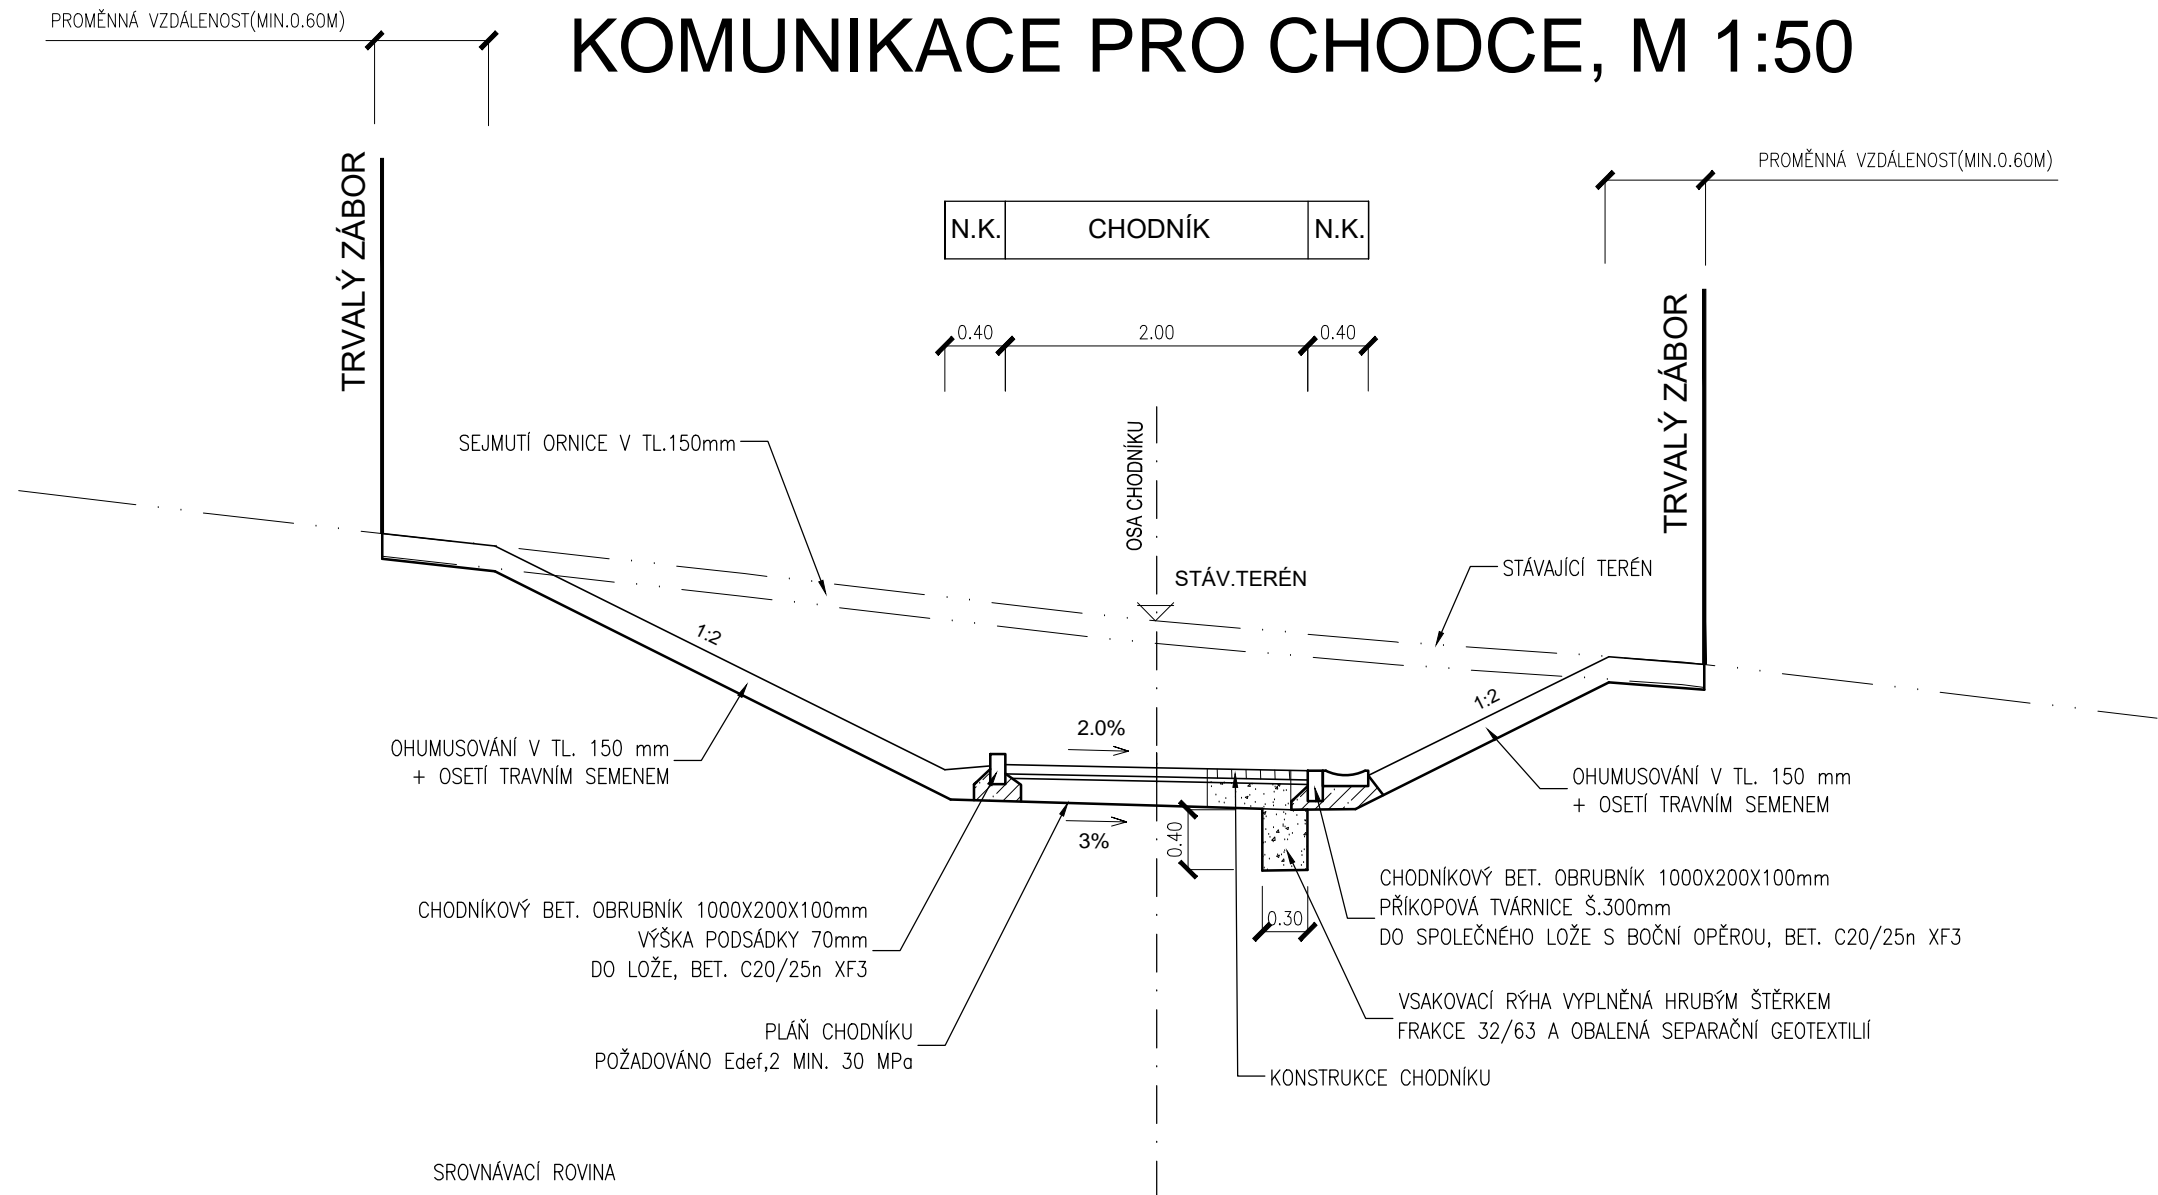 PROMĚNNÁ VZDÁLENOST(MIN.0.60M)
KOMUNIKACE PRO CHODCE, M 1:50
PROMĚNNÁ VZDÁLENOST(MIN.0.60M)
TRVALÝ ZÁBOR
N.K.
CHODNÍK
N.K.
0.40
2.00
0.40
TRVALÝ ZÁBOR
SEJMUTÍ ORNICE V TL.150mm
OSA CHODNÍKU
STÁV.TERÉN
STÁVAJÍCÍ TERÉN
1:2
1:2
2.0%
OHUMUSOVÁNÍ V TL. 150 mm
+ OSETÍ TRAVNÍM SEMENEM
OHUMUSOVÁNÍ V TL. 150 mm
+ OSETÍ TRAVNÍM SEMENEM
3%
0.40
0.30
CHODNÍKOVÝ BET. OBRUBNÍK 1000X200X100mm
VÝŠKA PODSÁDKY 70mm
DO LOŽE, BET. C20/25n XF3
CHODNÍKOVÝ BET. OBRUBNÍK 1000X200X100mm
PŘÍKOPOVÁ TVÁRNICE Š.300mm
DO SPOLEČNÉHO LOŽE S BOČNÍ OPĚROU, BET. C20/25n XF3
VSAKOVACÍ RÝHA VYPLNĚNÁ HRUBÝM ŠTĚRKEM
FRAKCE 32/63 A OBALENÁ SEPARAČNÍ GEOTEXTILIÍ
PLÁŇ CHODNÍKU
POŽADOVÁNO Edef,2 MIN. 30 MPa
KONSTRUKCE CHODNÍKU
SROVNÁVACÍ ROVINA